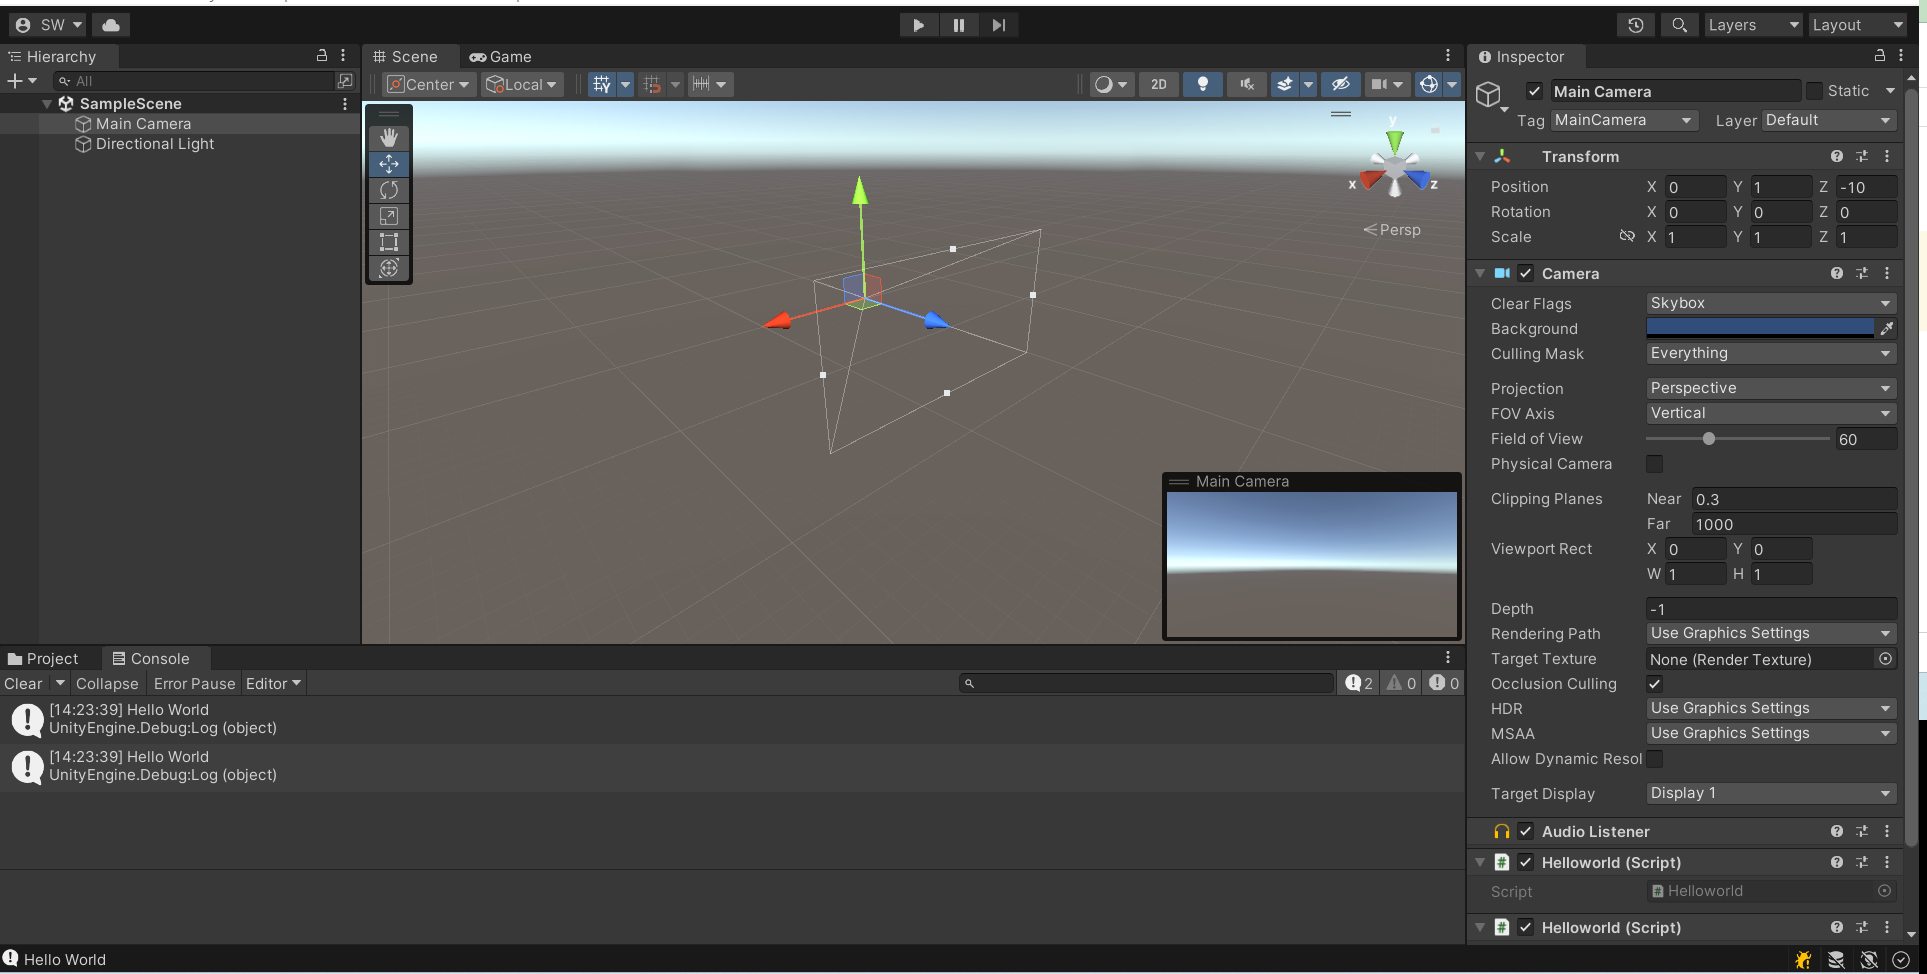 SW
Layers
Layout
Hierarchy
All
SampleScene
Main Camera
Directional Light
Scene
Game
Center
Local
2D
y
x
z
Persp
Main Camera
Inspector
Main Camera
Static
Tag MainCamera Layer Default
Transform
Position X 0 Y 1 Z -10
Rotation X 0 Y 0 Z 0
Scale X 1 Y 1 Z 1
Camera
Clear Flags Skybox
Background
Culling Mask Everything
Projection Perspective
FOV Axis Vertical
Field of View 60
Physical Camera
Clipping Planes Near 0.3
Far 1000
Viewport Rect X 0 Y 0
W 1 H 1
Depth -1
Rendering Path Use Graphics Settings
Target Texture None (Render Texture)
Occlusion Culling
HDR Use Graphics Settings
MSAA Use Graphics Settings
Allow Dynamic Resol
Target Display Display 1
Audio Listener
# Helloworld (Script)
Script # Helloworld
# Helloworld (Script)
Project
Console
Clear
Collapse
Error Pause
Editor
2
0
0
[14:23:39] Hello World
UnityEngine.Debug:Log (object)
[14:23:39] Hello World
UnityEngine.Debug:Log (object)
Hello World